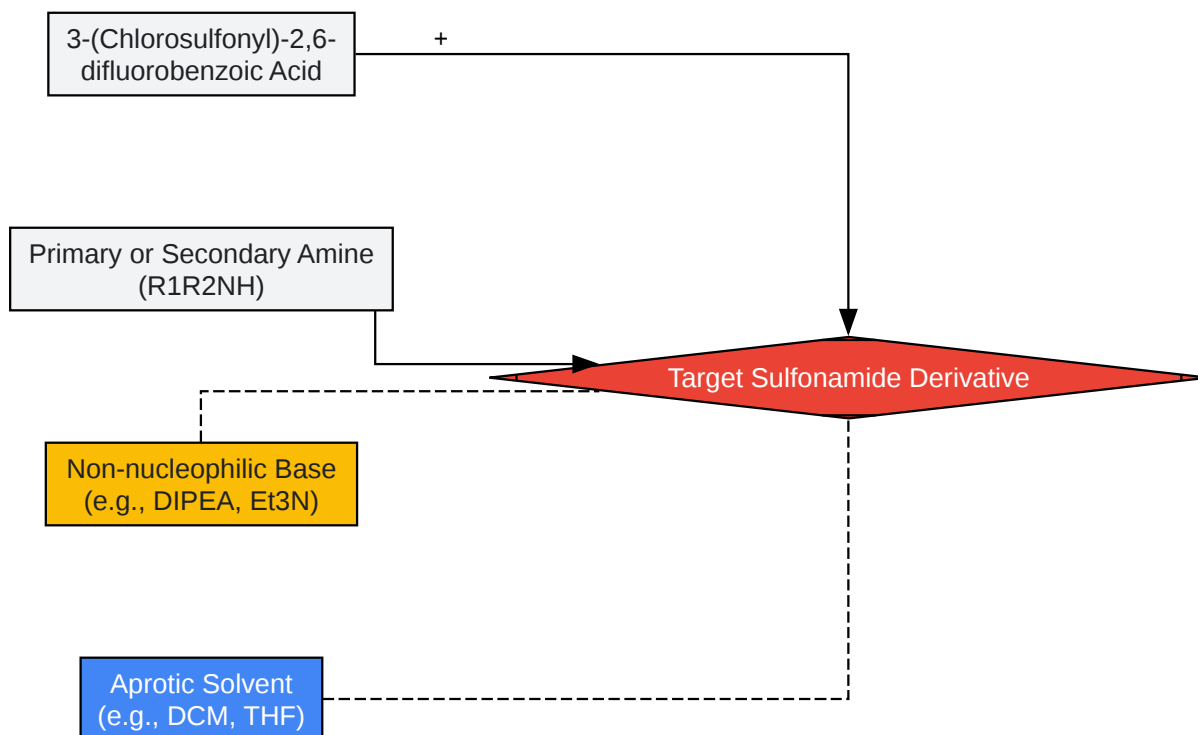 3-(Chlorosulfonyl)-2,6-
difluorobenzoic Acid
+
Primary or Secondary Amine
(R1R2NH)
Target Sulfonamide Derivative
Non-nucleophilic Base
(e.g., DIPEA, Et3N)
Aprotic Solvent
(e.g., DCM, THF)